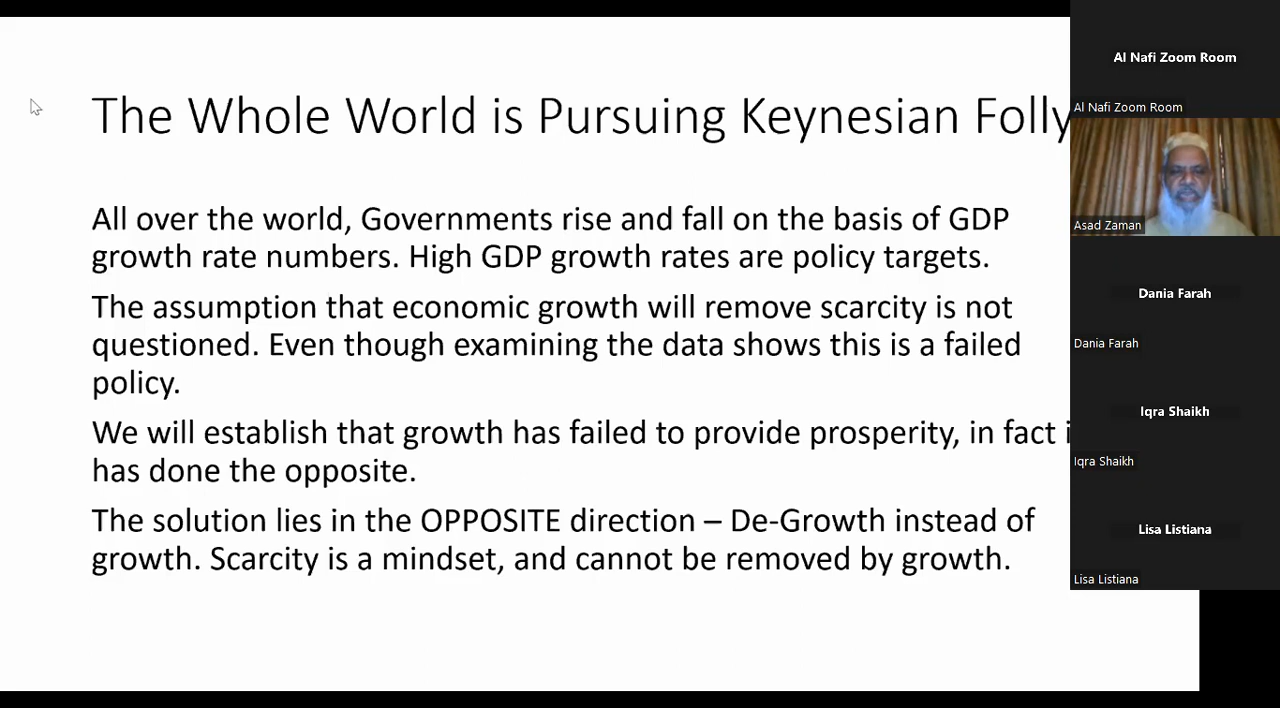 The Whole World is Pursuing Keynesian Folly
All over the world, Governments rise and fall on the basis of GDP
growth rate numbers. High GDP growth rates are policy targets.
The assumption that economic growth will remove scarcity is not
questioned. Even though examining the data shows this is a failed
policy.
We will establish that growth has failed to provide prosperity, in fact
has done the opposite.
The solution lies in the OPPOSITE direction – De-Growth instead of
growth. Scarcity is a mindset, and cannot be removed by growth.
Al Nafi Zoom Room
Al Nafi Zoom Room
Asad Zaman
Dania Farah
Dania Farah
Iqra Shaikh
Iqra Shaikh
Lisa Listiana
Lisa Listiana